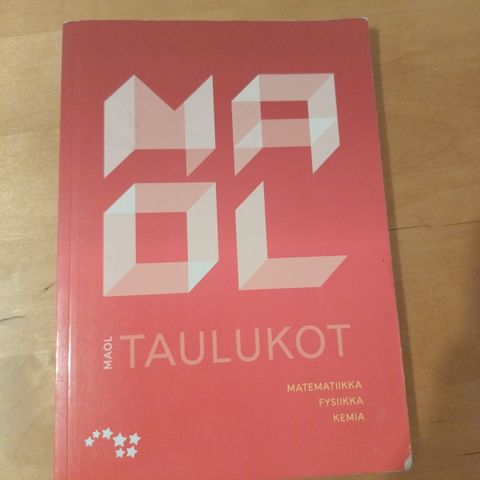 MA
OL
MAOL
TAULUKOT
MATEMATIIKKA
FYSIIKKA
KEMIA